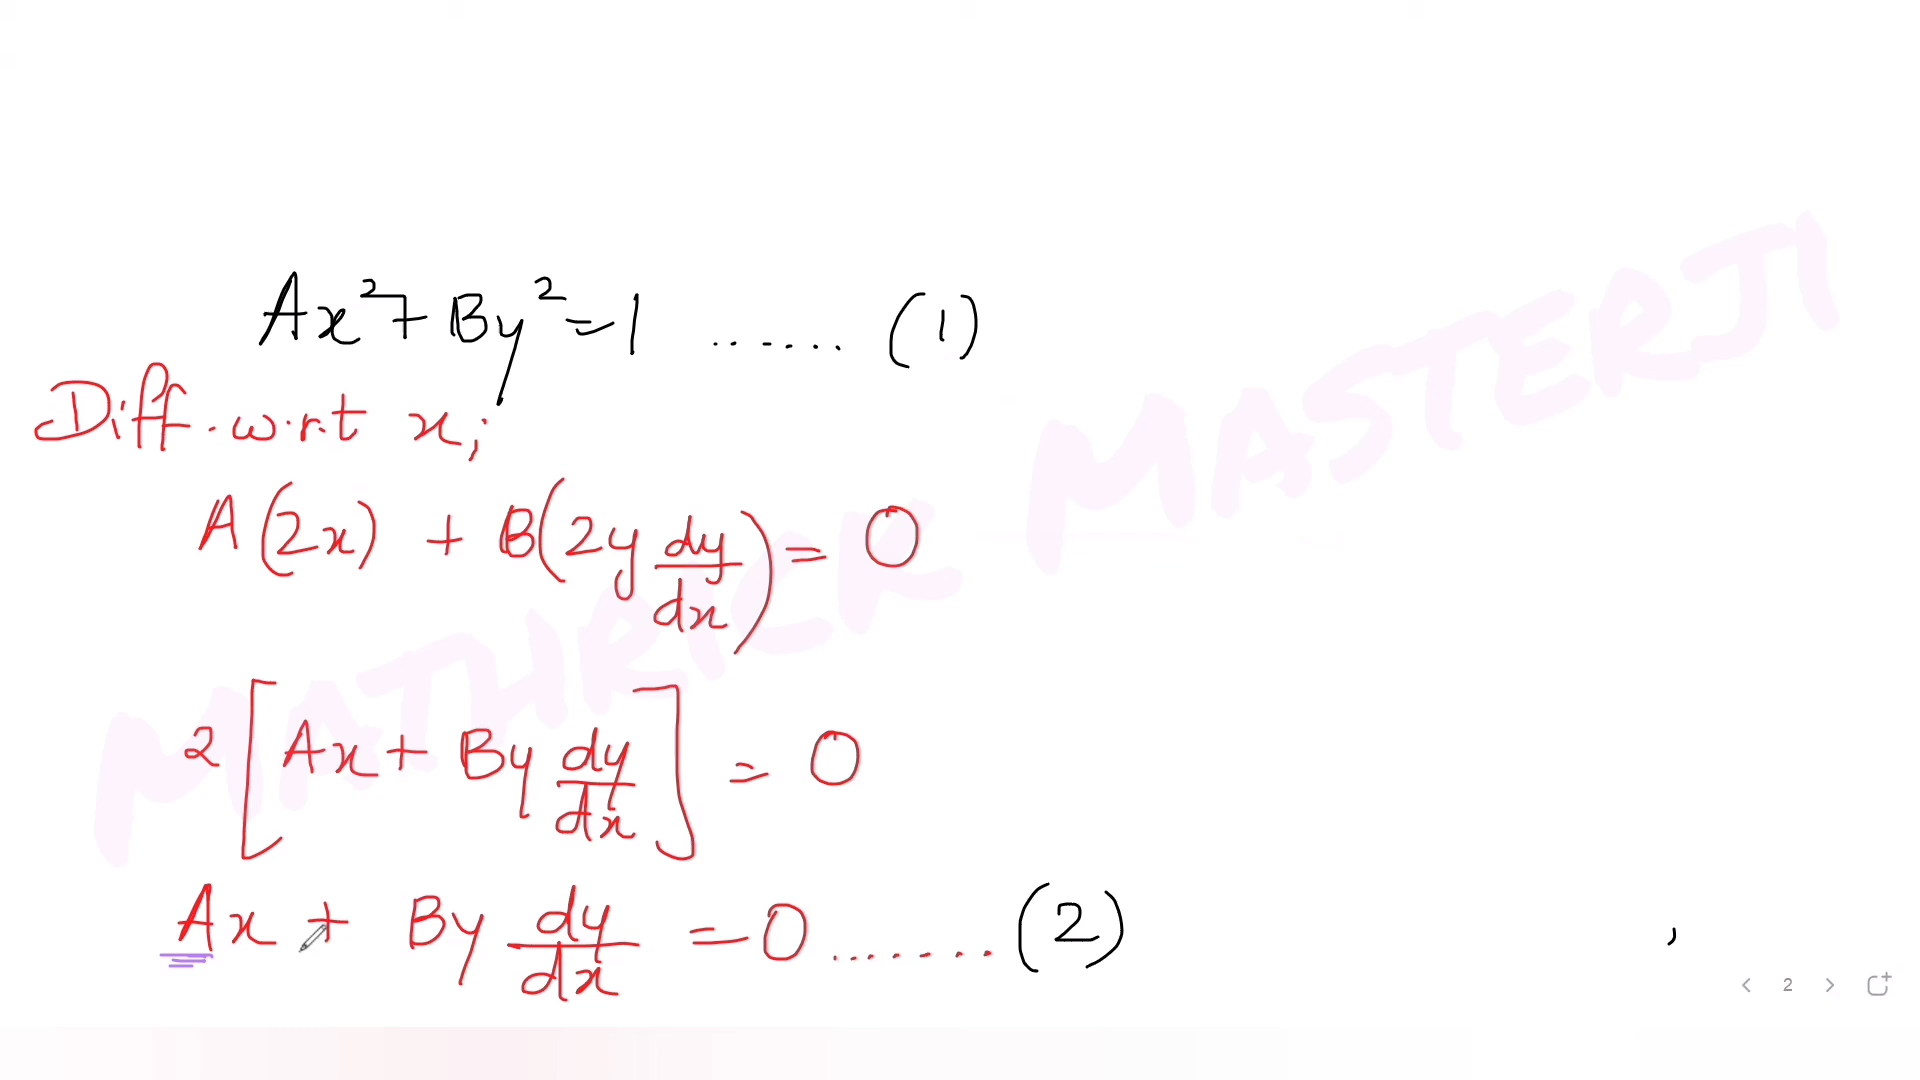 Ax² + By² = 1 ...... (1)
Diff. w.r.t x;
A(2x) + B(2y dy/dx) = 0
2[Ax + By dy/dx] = 0
Ax + By dy/dx = 0 ....... (2)
,
< 2 >
MATHRICK MASTERJI